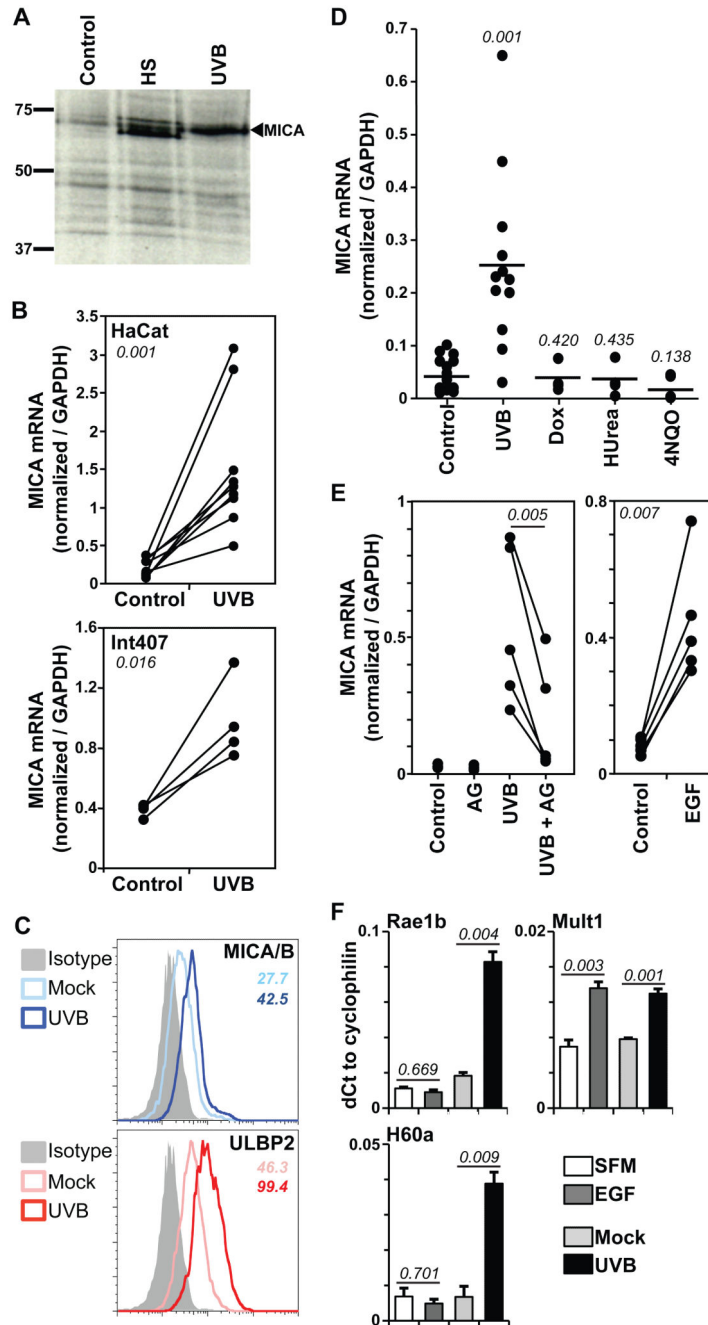 A
Control
HS
UVB
75
50
37
MICA
B
MICA mRNA
(normalized / GAPDH)
3.5
3
2.5
2
1.5
1
0.5
0
HaCat
0.001
Control
UVB
MICA mRNA
(normalized / GAPDH)
1.6
1.2
0.8
0.4
0
Int407
0.016
Control
UVB
C
Isotype
Mock
UVB
MICA/B
27.7
42.5
Isotype
Mock
UVB
ULBP2
46.3
99.4
D
MICA mRNA
(normalized / GAPDH)
0.7
0.6
0.5
0.4
0.3
0.2
0.1
0
0.001
0.420
0.435
0.138
Control
UVB
Dox
HUrea
4NQO
E
MICA mRNA
(normalized / GAPDH)
1
0.5
0
0.005
Control
AG
UVB
UVB + AG
0.8
0.4
0
0.007
Control
EGF
F
dCt to cyclophilin
Rae1b
0.1
0
0.669
0.004
Mult1
0.02
0
0.003
0.001
H60a
0.05
0
0.701
0.009
SFM
EGF
Mock
UVB